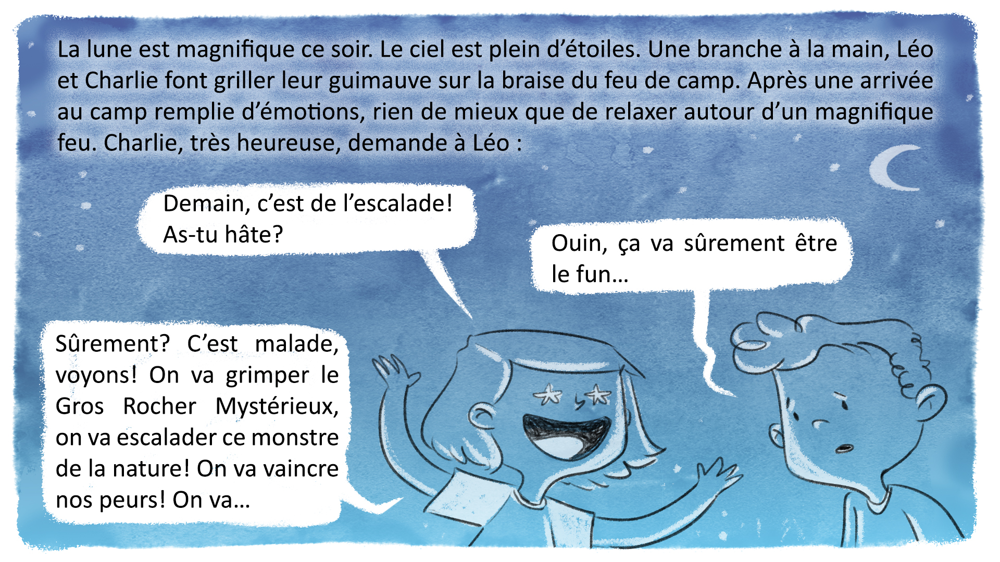 La lune est magnifique ce soir. Le ciel est plein d’étoiles. Une branche à la main, Léo
et Charlie font griller leur guimauve sur la braise du feu de camp. Après une arrivée
au camp remplie d’émotions, rien de mieux que de relaxer autour d’un magnifique
feu. Charlie, très heureuse, demande à Léo :
Demain, c’est de l’escalade!
As-tu hâte?
Ouin, ça va sûrement être
le fun…
Sûrement? C’est malade,
voyons! On va grimper le
Gros Rocher Mystérieux,
on va escalader ce monstre
de la nature! On va vaincre
nos peurs! On va…